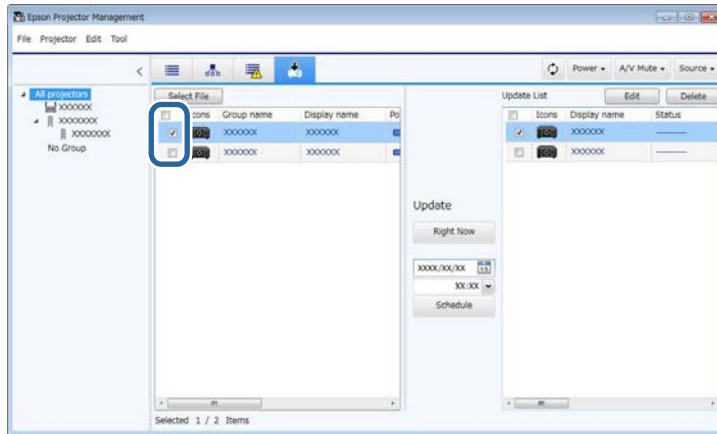 Epson Projector Management
File Projector Edit Tool
Power A/V Mute Source
All projectors
XXXXXX
XXXXXXX
XXXXXXX
No Group
Select File
Icons Group name Display name Po
XXXXXX XXXXXX
XXXXXX XXXXXX
Selected 1 / 2 Items
Update
Right Now
XXXX/XX/XX 15
XX:XX
Schedule
Update List Edit Delete
Icons Display name Status
XXXXXX ———
XXXXXX ———